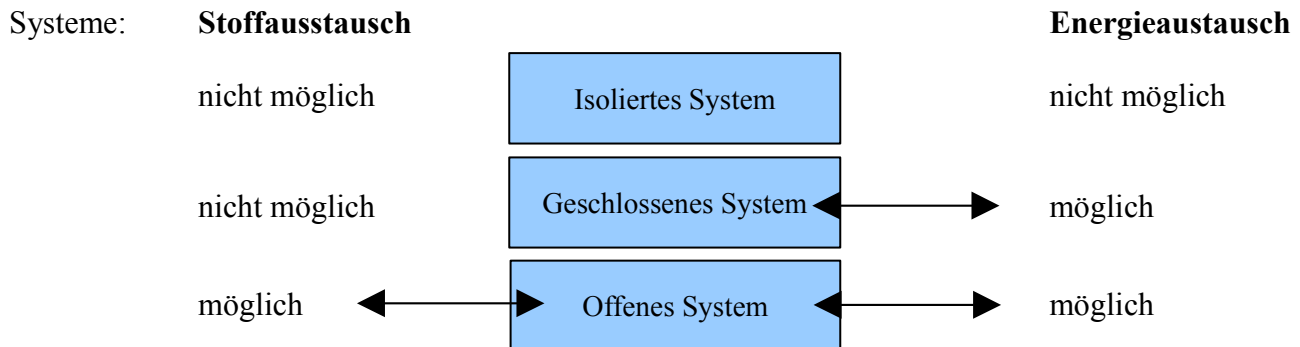 Systeme: Stoffausstausch Energieaustausch
nicht möglich Isoliertes System nicht möglich
nicht möglich Geschlossenes System möglich
möglich Offenes System möglich